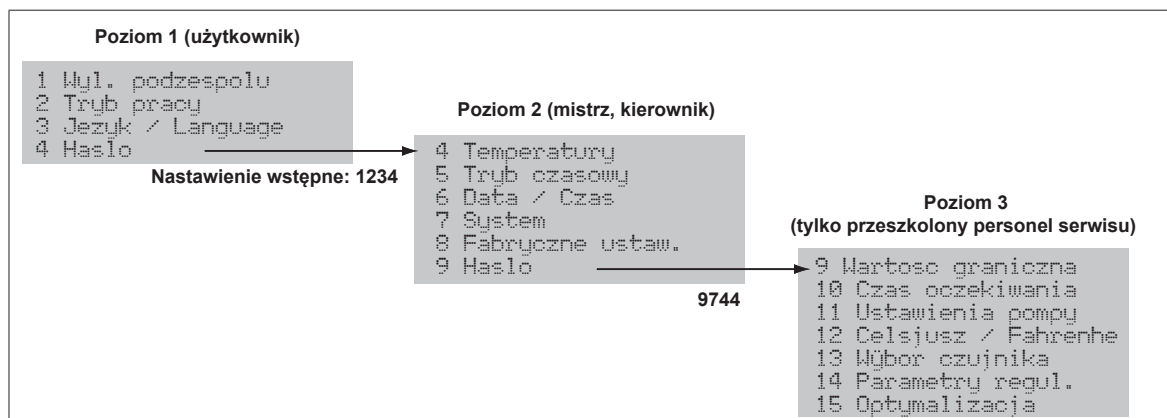 Poziom 1 (użytkownik)
1 Wyl. podzespolu
2 Tryb pracy
3 Jezyk / Language
4 Haslo
Nastawienie wstępne: 1234
Poziom 2 (mistrz, kierownik)
4 Temperatury
5 Tryb czasowy
6 Data / Czas
7 System
8 Fabryczne ustaw.
9 Haslo
9744
Poziom 3
(tylko przeszkolony personel serwisu)
9 Wartosc graniczna
10 Czas oczekiwania
11 Ustawienia pompy
12 Celsjusz / Fahrenhe
13 Wübor czujnika
14 Parametry regul.
15 Optymalizacja